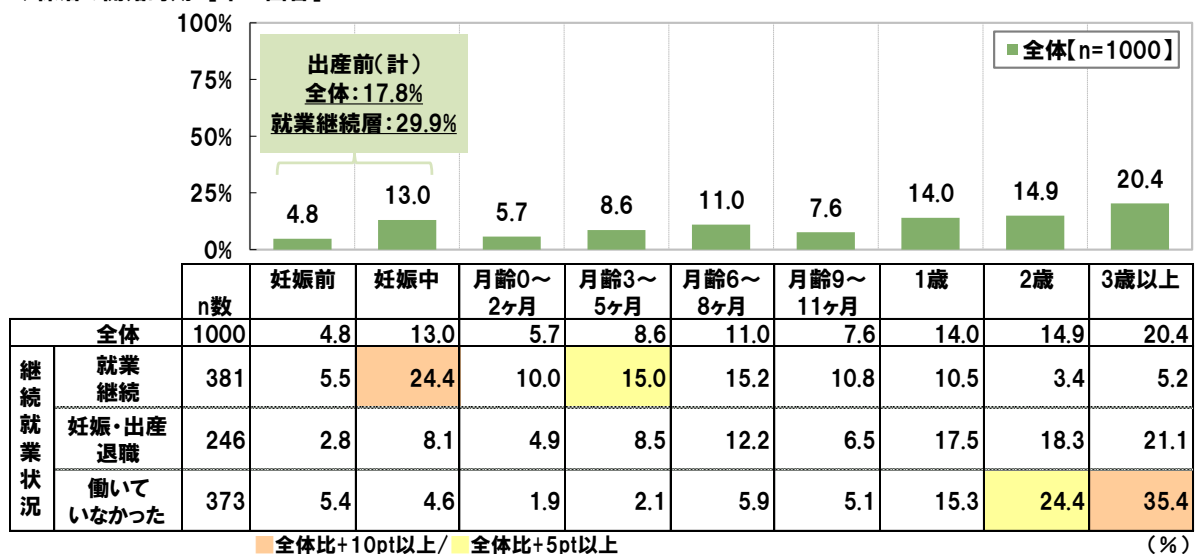 100%
75%
50%
25%
0%
出産前(計)
全体:17.8%
就業継続層:29.9%
全体【n=1000】
4.8
13.0
5.7
8.6
11.0
7.6
14.0
14.9
20.4
n数 妊娠前 妊娠中 月齢0～2ヶ月 月齢3～5ヶ月 月齢6～8ヶ月 月齢9～11ヶ月 1歳 2歳 3歳以上
全体 1000 4.8 13.0 5.7 8.6 11.0 7.6 14.0 14.9 20.4
継続就業状況
就業継続 381 5.5 24.4 10.0 15.0 15.2 10.8 10.5 3.4 5.2
妊娠・出産退職 246 2.8 8.1 4.9 8.5 12.2 6.5 17.5 18.3 21.1
働いていなかった 373 5.4 4.6 1.9 2.1 5.9 5.1 15.3 24.4 35.4
全体比+10pt以上/ 全体比+5pt以上 (%)